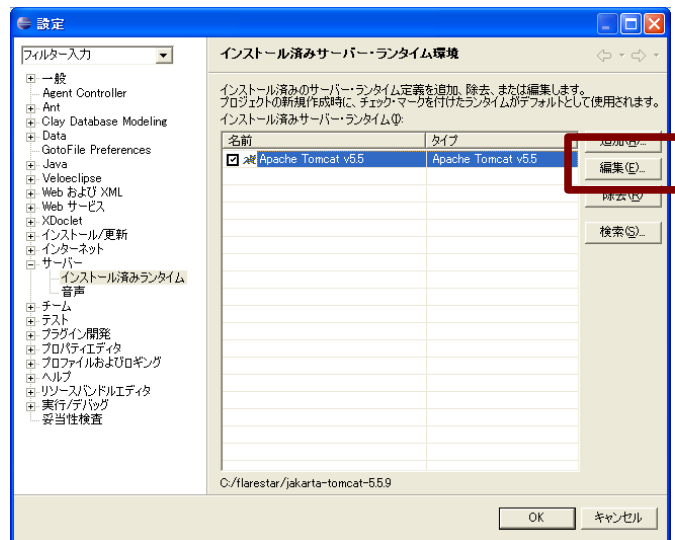 設定
フィルター入力
インストール済みサーバー・ランタイム環境
一般
Agent Controller
Ant
Clay Database Modeling
Data
GotoFile Preferences
Java
Veloeclipse
Web および XML
Web サービス
XDoclet
インストール/更新
インターネット
サーバー
インストール済みランタイム
音声
チーム
テスト
プラグイン開発
プロパティエディタ
プロファイルおよびロギング
ヘルプ
リソースバンドルエディタ
実行/デバッグ
妥当性検査
インストール済みのサーバー・ランタイム定義を追加、除去、または編集します。
プロジェクトの新規作成時に、チェック・マークを付けたランタイムがデフォルトとして使用されます。
インストール済みサーバー・ランタイム(I):
名前 タイプ
Apache Tomcat v5.5 Apache Tomcat v5.5
追加(A)...
編集(E)...
除去(R)
検索(S)...
C:/flarestar/jakarta-tomcat-5.5.9
OK キャンセル